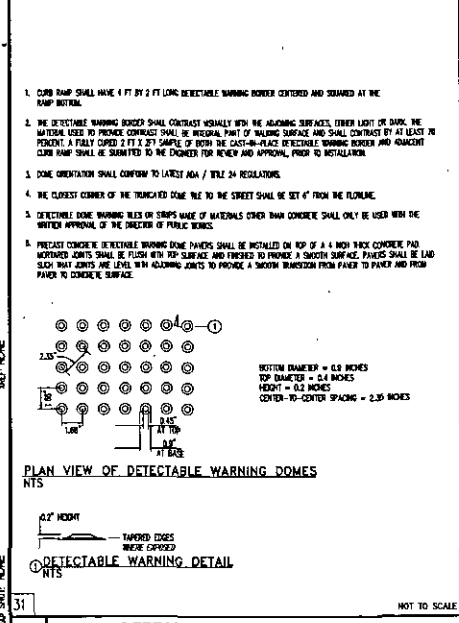 1. CURB RAMP SHALL HAVE 4 FT BY 2 FT LONG DETECTABLE WARNING BORDER CENTERED AND SQUARED AT THE
RAMP BOTTOM.
2. THE DETECTABLE WARNING BORDER SHALL CONTRAST VISUALLY WITH THE ADJOINING SURFACES, EITHER LIGHT OR DARK. THE
MATERIAL USED TO PROVIDE CONTRAST SHALL BE INTEGRAL PART OF WALKING SURFACE AND SHALL CONTRAST BY AT LEAST 70
PERCENT. A FULLY CURED 2 FT X 2FT SAMPLE OF BOTH THE CAST-IN-PLACE DETECTABLE WARNING BORDER AND ADJACENT
CURB RAMP SHALL BE SUBMITTED TO THE ENGINEER FOR REVIEW AND APPROVAL, PRIOR TO INSTALLATION.
3. DOME ORIENTATION SHALL CONFORM TO LATEST ADA / TITLE 24 REGULATIONS.
4. THE CLOSEST CORNER OF THE TRUNCATED DOME TILE TO THE STREET SHALL BE SET 6" FROM THE FLOWLINE.
5. DETECTABLE DOME WARNING TILES OR STRIPS MADE OF MATERIALS OTHER THAN CONCRETE SHALL ONLY BE USED WITH THE
WRITTEN APPROVAL OF THE DIRECTOR OF PUBLIC WORKS.
6. PRECAST CONCRETE DETECTABLE WARNING DOME PAVERS SHALL BE INSTALLED ON TOP OF A 4 INCH THICK CONCRETE PAD.
MORTARED JOINTS SHALL BE FLUSH WITH TOP SURFACE AND FINISHED TO PROVIDE A SMOOTH SURFACE. PAVERS SHALL BE LAID
SUCH THAT JOINTS ARE LEVEL WITH ADJOINING JOINTS TO PROVIDE A SMOOTH TRANSITION FROM PAVER TO PAVER AND FROM
PAVER TO CONCRETE SURFACE.
1
2.35"
BOTTOM DIAMETER = 0.9 INCHES
TOP DIAMETER = 0.4 INCHES
HEIGHT = 0.2 INCHES
CENTER-TO-CENTER SPACING = 2.35 INCHES
1.66"
1.66"
0.45"
AT TOP
0.9"
AT BASE
PLAN VIEW OF DETECTABLE WARNING DOMES
NTS
0.2" HEIGHT
TAPERED EDGES
WHERE EXPOSED
1 DETECTABLE WARNING DETAIL
NTS
31
NOT TO SCALE